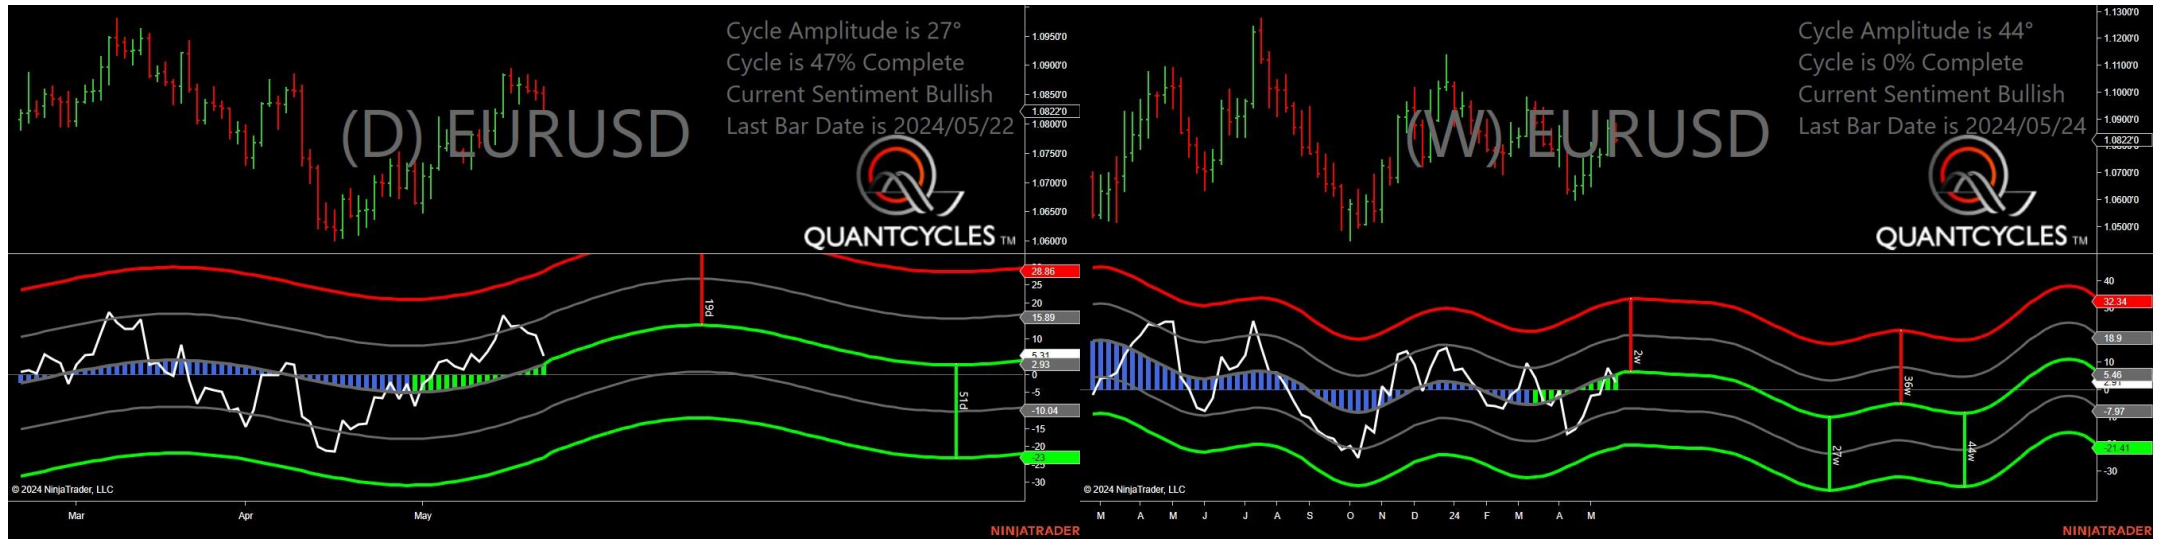 Cycle Amplitude is 27°
Cycle is 47% Complete
Current Sentiment Bullish
Last Bar Date is 2024/05/22
(D) EURUSD
QUANTCYCLES TM
1.0950'0
1.0900'0
1.0850'0
1.0822'0
1.0800'0
1.0750'0
1.0700'0
1.0650'0
1.0600'0
28.86
25
20
15.89
10
5.31
2.93
0
-5
-10.04
-15
-20
-23
-25
-30
19d
51d
© 2024 NinjaTrader, LLC
Mar
Apr
May
NINJATRADER
Cycle Amplitude is 44°
Cycle is 0% Complete
Current Sentiment Bullish
Last Bar Date is 2024/05/24
(W) EURUSD
QUANTCYCLES TM
1.1300'0
1.1200'0
1.1100'0
1.1000'0
1.0900'0
1.0822'0
1.0700'0
1.0600'0
1.0500'0
40
32.34
18.9
10
5.46
2.91
0
-7.97
-21.41
-30
2w
36w
27w
44w
© 2024 NinjaTrader, LLC
M A M J J A S O N D 24 F M A M
NINJATRADER